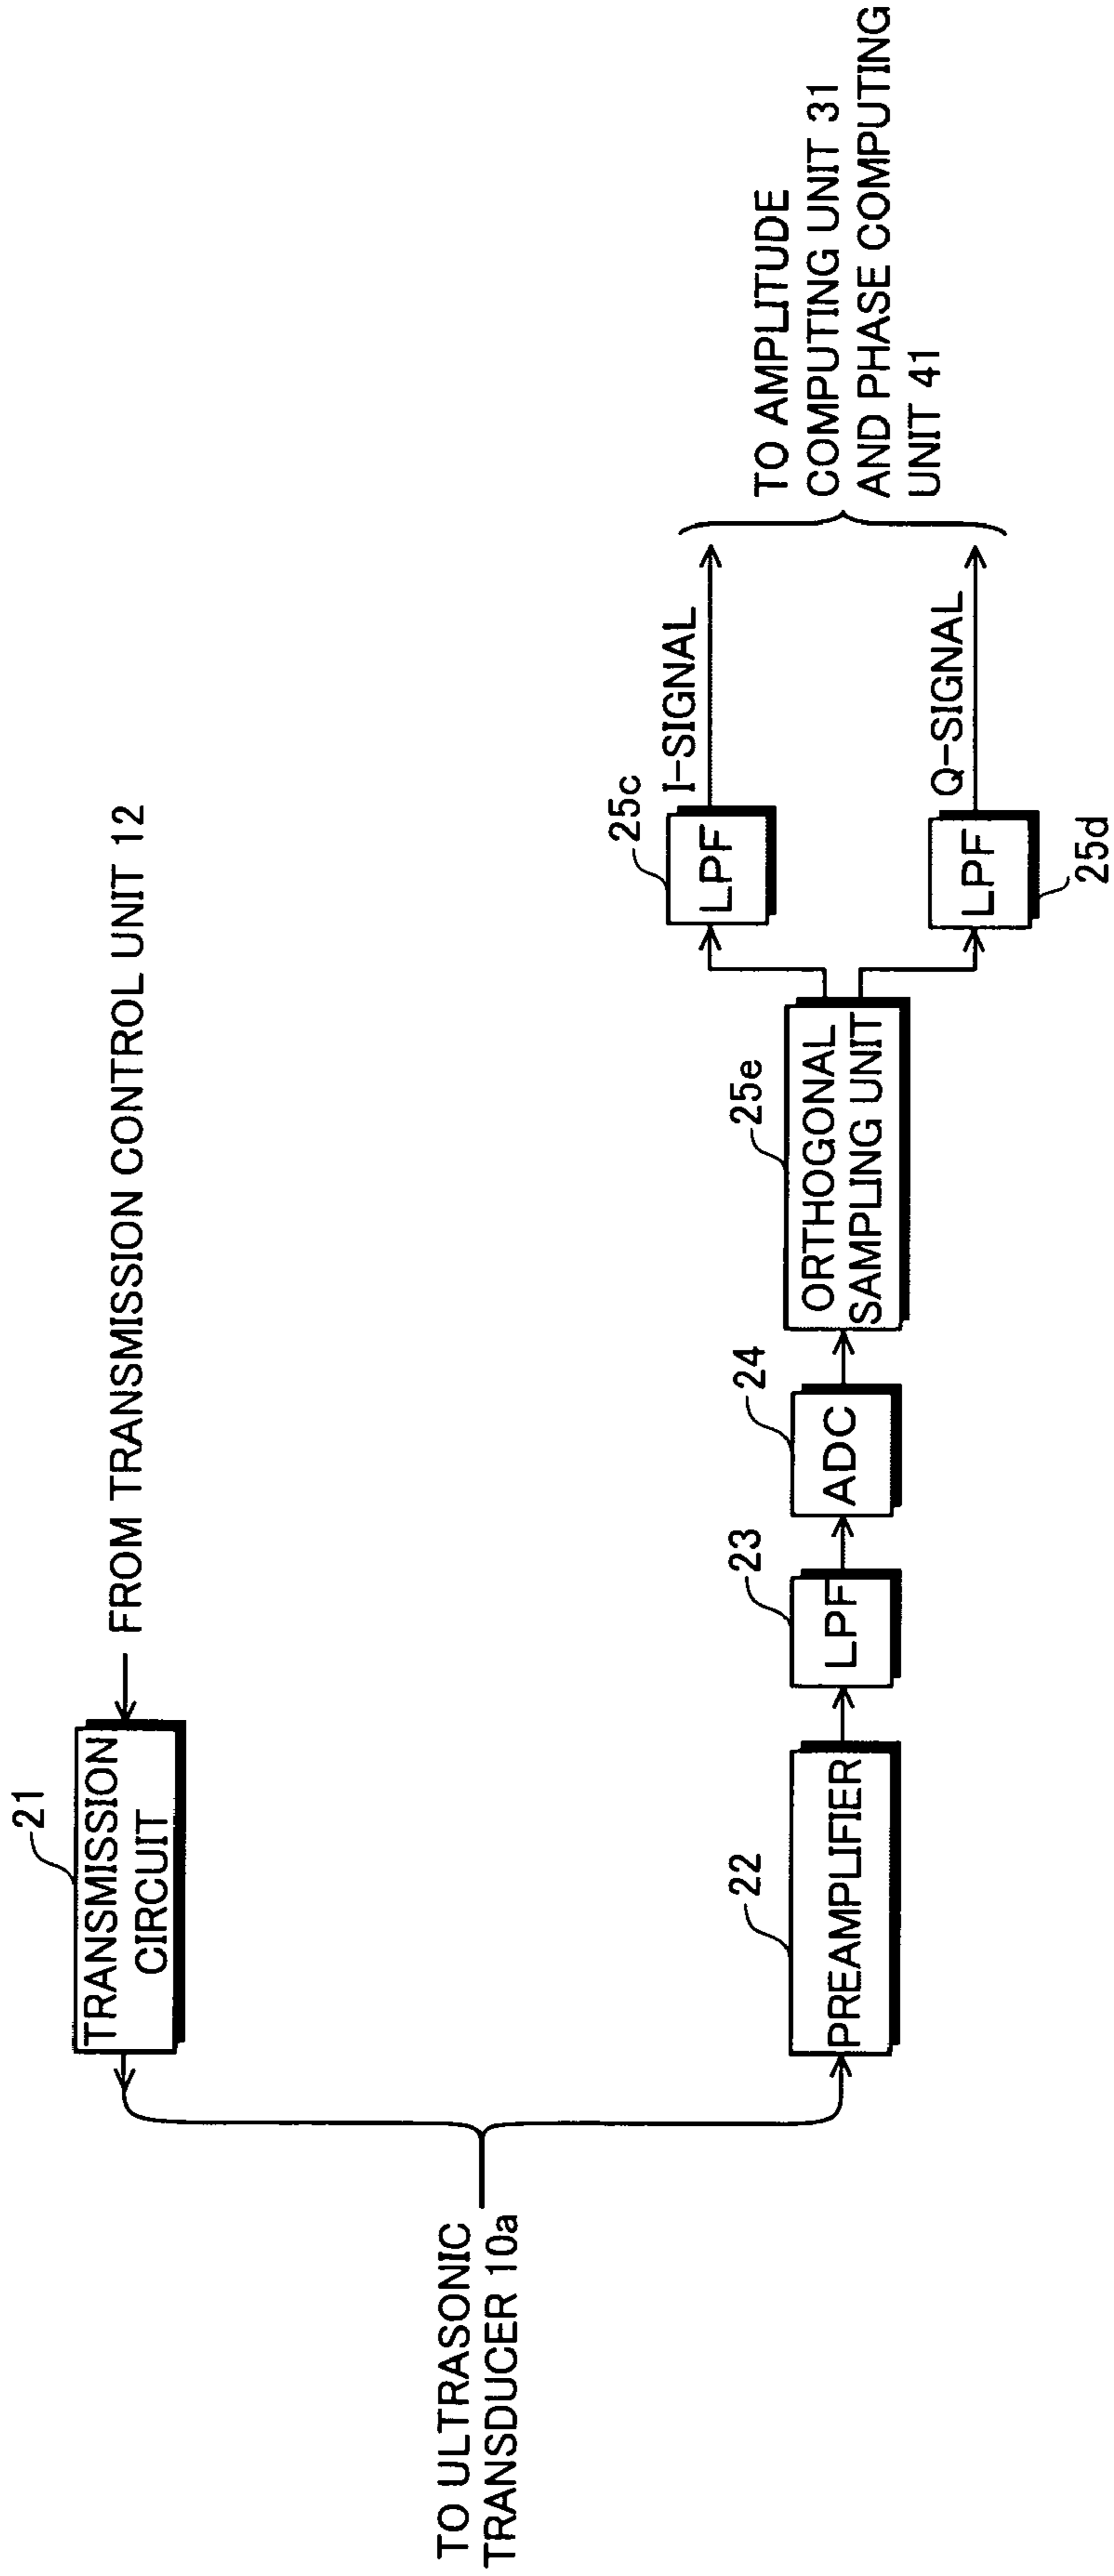 21
TRANSMISSION
CIRCUIT
FROM TRANSMISSION CONTROL UNIT 12
TO ULTRASONIC
TRANSDUCER 10a
22
PREAMPLIFIER
23
LPF
24
ADC
25e
ORTHOGONAL
SAMPLING UNIT
25c
LPF
I-SIGNAL
LPF
25d
Q-SIGNAL
TO AMPLITUDE
COMPUTING UNIT 31
AND PHASE COMPUTING
UNIT 41